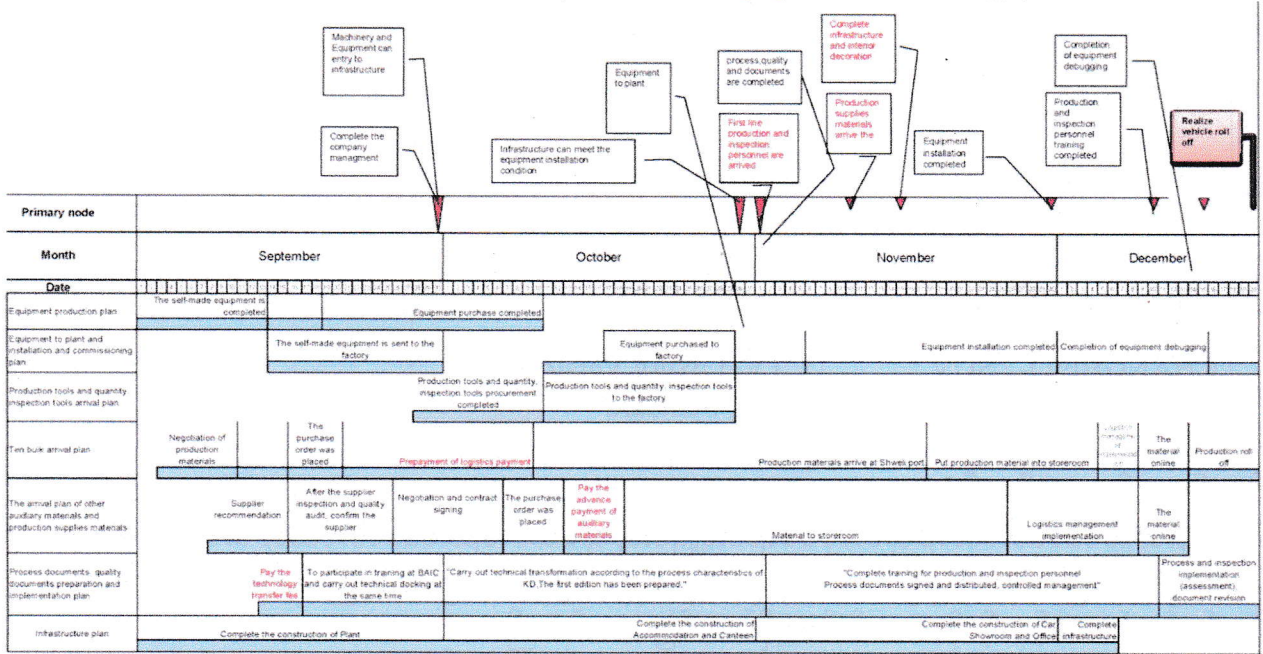 Machinery and
Equipment can
entry to
infrastructure
Complete the
company
managment
Equipment
to plant
Infrastructure can meet the
equipment installation
condition
process,quality
and documents
are completed
First line
production and
inspection
personnel are
arrived
Complete
infrastructure
and interior
decoration
Production
supplies
materials
arrive the
Equipment
installation
completed
Completion
of equipment
debugging
Production
and
inspection
personnel
training
completed
Realize
vehicle roll
off
Primary node
Month
September
October
November
December
Date
Equipment production plan
The self-made equipment is
completed
Equipment purchase completed
Equipment to plant and
installation and commissioning
plan
The self-made equipment is sent to the
factory
Equipment purchased to
factory
Equipment installation completed
Completion of equipment debugging
Production tools and quantity
inspection tools arrival plan
Production tools and quantity,
inspection tools procurement
completed
Production tools and quantity, inspection tools
to the factory
Ten bulk arrival plan
Negotiation of
production
materials
The
purchase
order was
placed
Prepayment of logistics payment
Production materials arrive at Shweli port
Put production material into storeroom
The
material
online
Production roll
off
The arrival plan of other
auxiliary materials and
production supplies materials
Supplier
recommendation
After the supplier
inspection and quality
audit, confirm the
supplier
Negotiation and contract
signing
The purchase
order was
placed
Pay the
advance
payment of
auxiliary
materials
Material to storeroom
Logistics management
implementation
The
material
online
Process documents, quality
documents preparation and
implementation plan
Pay the
technology
transfer fee
To participate in training at BAIC
and carry out technical docking at
the same time
"Carry out technical transformation according to the process characteristics of
KD.The first edition has been prepared."
"Complete training for production and inspection personnel
Process documents signed and distributed, controlled management"
Process and inspection
implementation
(assessment),
document revision
Infrastructure plan
Complete the construction of Plant
Complete the construction of
Accommodation and Canteen
Complete the construction of Car
Showroom and Office
Complete
infrastructure